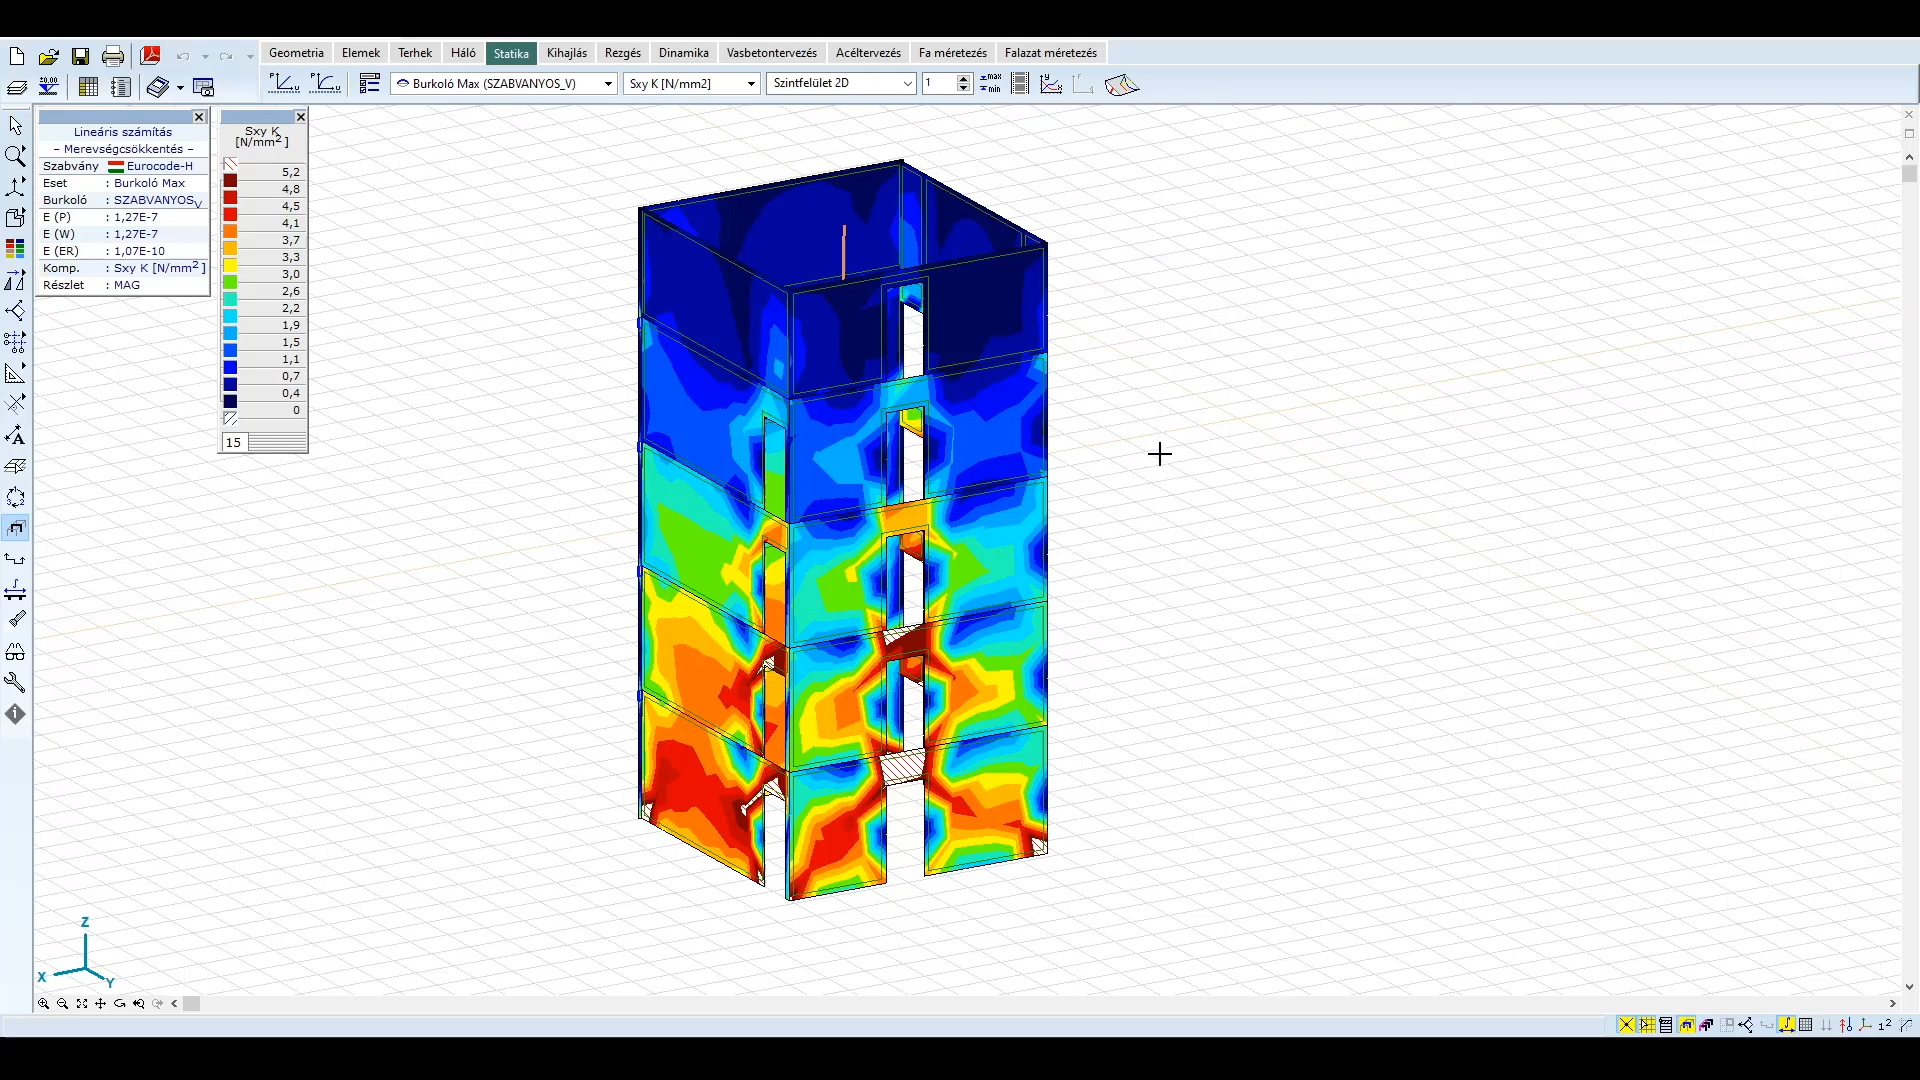 Geometria Elemek Terhek Háló Statika Kihajlás Rezgés Dinamika Vasbetontervezés Acéltervezés Fa méretezés Falazat méretezés
Burkoló Max (SZABVANYOS_V) Sxy K [N/mm2] Szintfelület 2D 1
Lineáris számítás
– Merevségcsökkentés –
Szabvány Eurocode-H
Eset : Burkoló Max
Burkoló : SZABVANYOS_V
E (P) : 1,27E-7
E (W) : 1,27E-7
E (ER) : 1,07E-10
Komp. : Sxy K [N/mm²]
Részlet : MAG
Sxy K
[N/mm²]
5,2
4,8
4,5
4,1
3,7
3,3
3,0
2,6
2,2
1,9
1,5
1,1
0,7
0,4
0
15
Z
X
Y